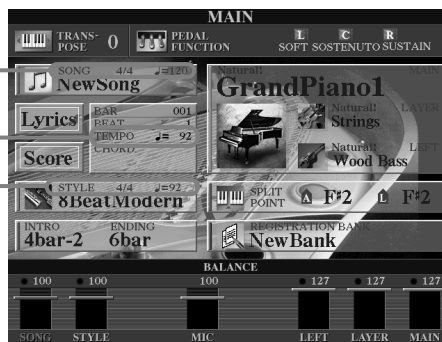 MAIN
TRANS-
POSE 0
PEDAL
FUNCTION
L C R
SOFT SOSTENUTO SUSTAIN
SONG 4/4 ♩=120
NewSong
Natural! MAIN
GrandPiano1
Lyrics
BAR 001
BEAT 1
TEMPO ♩= 92
CHORD
Score
Natural! LAYER
Strings
Natural! LEFT
Wood Bass
STYLE 4/4 ♩=92
8BeatModern
SPLIT
POINT A F♯2 L F♯2
INTRO ENDING
4bar-2 6bar
REGISTRATION BANK
NewBank
BALANCE
100 100 100 127 127 127
SONG STYLE MIC LEFT LAYER MAIN